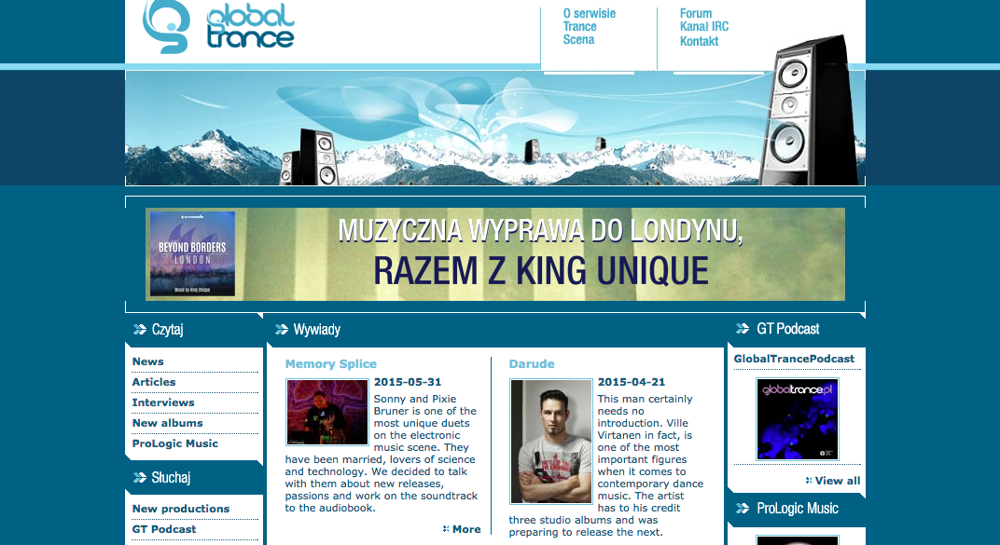 global
trance
O serwisie
Trance
Scena
Forum
Kanał IRC
Kontakt
BEYOND BORDERS
LONDON
Mixed by King Unique
MUZYCZNA WYPRAWA DO LONDYNU,
RAZEM Z KING UNIQUE
Czytaj
News
Articles
Interviews
New albums
ProLogic Music
Słuchaj
New productions
GT Podcast
Wywiady
Memory Splice
2015-05-31
Sonny and Pixie
Bruner is one of the
most unique duets
on the electronic
music scene. They
have been married, lovers of science
and technology. We decided to talk
with them about new releases,
passions and work on the soundtrack
to the audiobook.
More
Darude
2015-04-21
This man certainly
needs no
introduction. Ville
Virtanen in fact, is
one of the most
important figures
when it comes to
contemporary dance
music. The artist
has to his credit
three studio albums and was
preparing to release the next.
GT Podcast
GlobalTrancePodcast
globaltrance.pl
View all
ProLogic Music